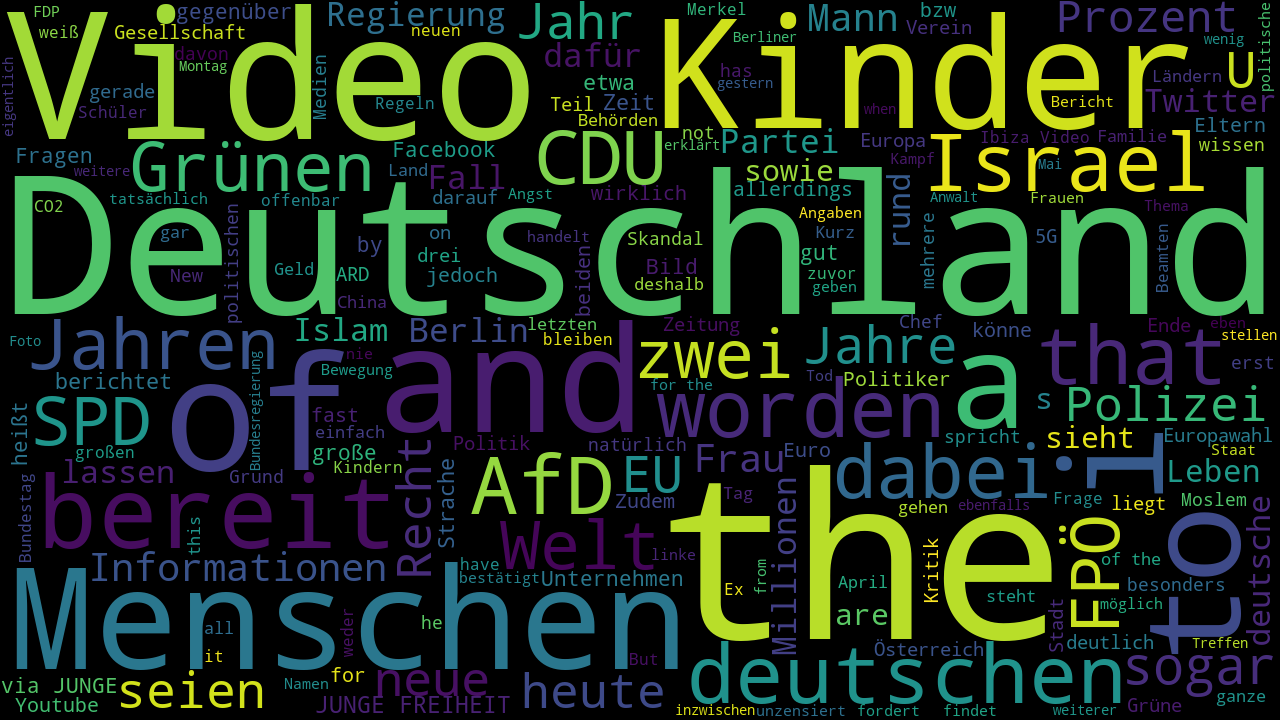 FDP
gegenüber
Regierung
Jahr
Merkel
Mann
bzw
Prozent
weiß
Gesellschaft
Video
neuen
Kinder
Berliner
Verein
wenig
politische
eigentlich
davon
Montag
Medien
dafür
has
gestern
Ländern
U
gerade
Schüler
Regeln
etwa
Teil
Zeit
Behörden
when
Bericht
Twitter
Fragen
weitere
Grünen
Facebook
CDU
not
erklärt
Partei
Europa
Ibiza Video
Familie
Eltern
wissen
Land
Fall
sowie
Kampf
Israel
Mai
CO2
tatsächlich
offenbar
darauf
Angst
wirklich
allerdings
rund
Anwalt
Frauen
Thema
Deutschland
gar
politischen
by
on
handelt
Skandal
Angaben
Kurz
mehrere
5G
Beamten
New
Geld
ARD
drei
jedoch
beiden
Bild
deshalb
gut
zuvor
geben
China
Foto
Jahren
Islam
Berlin
letzten
bleiben
Zeitung
Chef
könne
Ende
eben
stellen
berichtet
Bundesregierung
nie
Bewegung
and
zwei
for the
Jahre
Tod
Politiker
a
that
erst
heißt
SPD
of
fast
einfach
große
worden
s
Polizei
großen
Kindern
Politik
natürlich
Frau
Euro
spricht
sieht
Europawahl
Staat
lassen
Grund
Recht
Strache
AfD
EU
Zudem
Tag
Millionen
dabei
1
Leben
Bundestag
bereit
Welt
the
gehen
ebenfalls
Frage
liegt
Moslem
deutsche
this
linke
FPÖ
to
Informationen
have
bestätigt
Unternehmen
Ex
from
April
Kritik
of the
besonders
Menschen
all
it
weder
he
are
steht
möglich
Stadt
But
Österreich
deutlich
Treffen
via JUNGE
Youtube
seien
Namen
for
neue
JUNGE FREIHEIT
heute
deutschen
sogar
inzwischen
unzensiert
fordert
findet
weiterer
Grüne
ganze